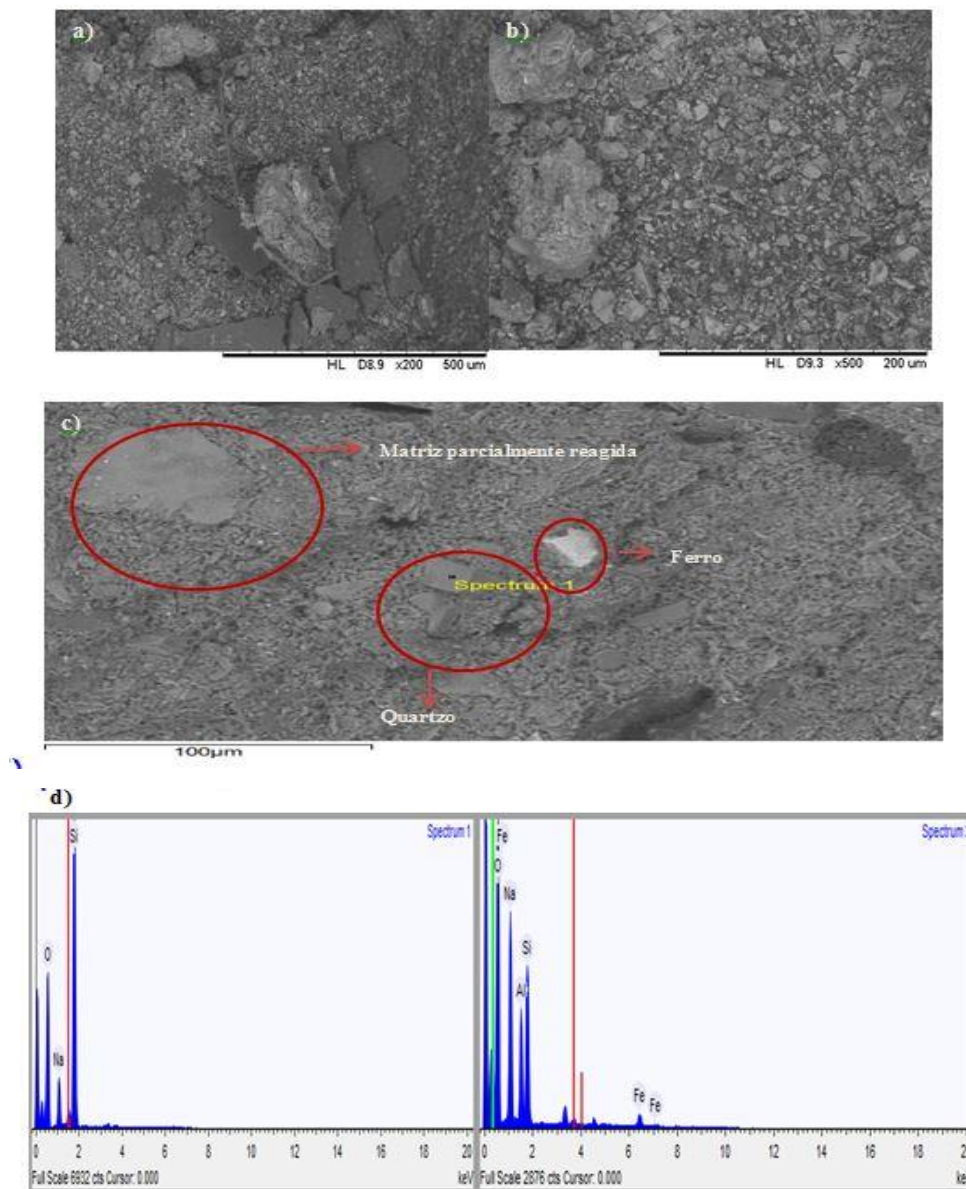 a)
b)
HL D8.9 x200 500 um
HL D9.3 x500 200 um
c)
Matriz parcialmente reagida
Ferro
Spectrum 1
Quartzo
100µm
d)
Spectrum 1
Si
O
Na
0 2 4 6 8 10 12 14 16 18 20
Full Scale 6932 cts Cursor: 0.000 keV
Spectrum
Fe
O
Na
Si
Al
Fe
Fe
0 2 4 6 8 10 12 14 16 18
Full Scale 2876 cts Cursor: 0.000